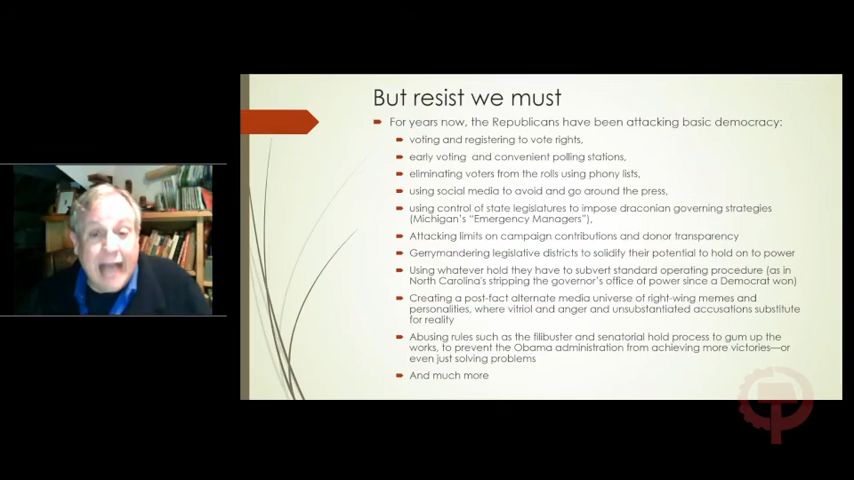 But resist we must
For years now, the Republicans have been attacking basic democracy:
voting and registering to vote rights,
early voting and convenient polling stations,
eliminating voters from the rolls using phony lists,
using social media to avoid and go around the press,
using control of state legislatures to impose draconian governing strategies
(Michigan's "Emergency Managers"),
Attacking limits on campaign contributions and donor transparency
Gerrymandering legislative districts to solidify their potential to hold on to power
Using whatever hold they have to subvert standard operating procedure (as in
North Carolina's stripping the governor's office of power since a Democrat won)
Creating a post-fact alternate media universe of right-wing memes and
personalities, where vitriol and anger and unsubstantiated accusations substitute
for reality
Abusing rules such as the filibuster and senatorial hold process to gum up the
works, to prevent the Obama administration from achieving more victories—or
even just solving problems
And much more